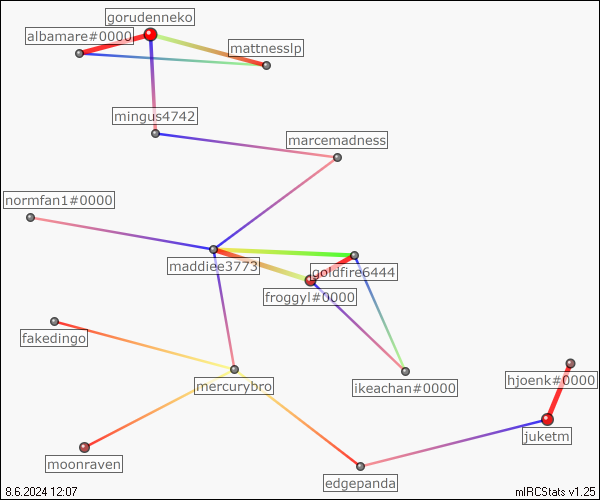 gorudenneko
albamare#0000
mattnesslp
mingus4742
marcemadness
normfan1#0000
maddiee3773
goldfire6444
froggyl#0000
fakedingo
mercurybro
ikeachan#0000
hjoenk#0000
juketm
moonraven
edgepanda
8.6.2024 12:07
mIRCStats v1.25